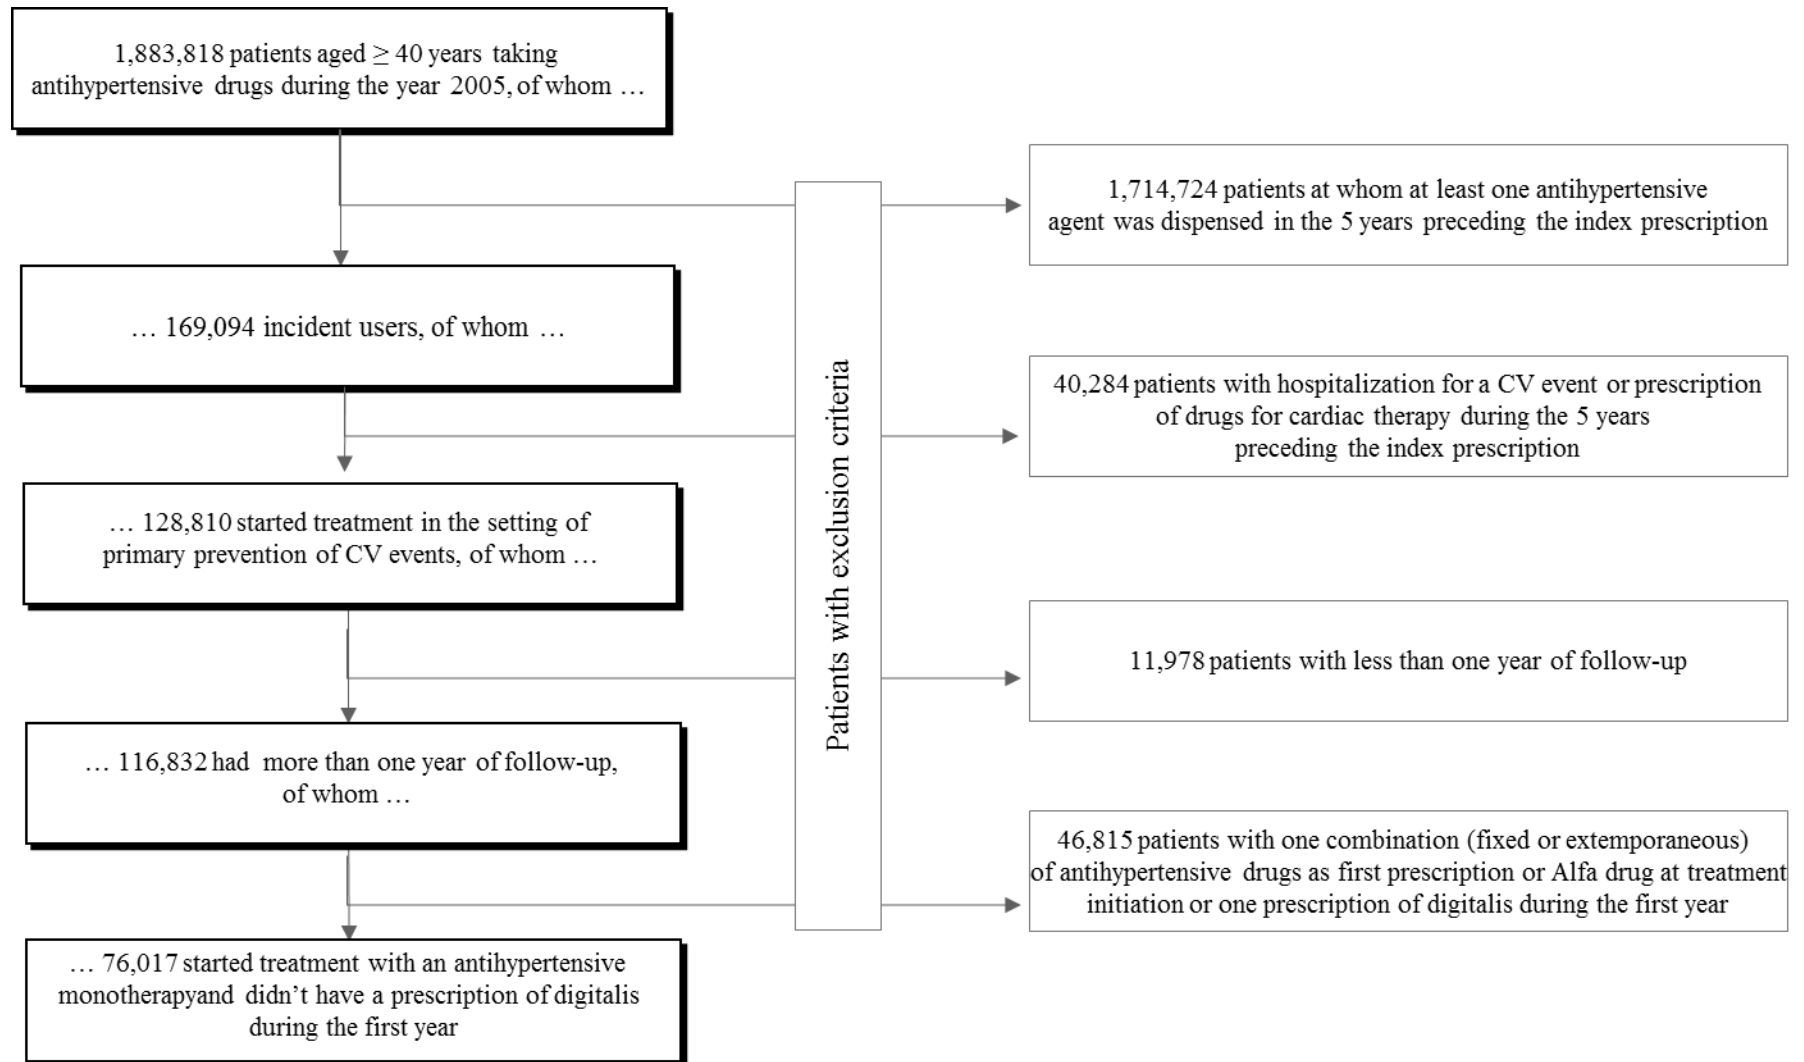 1,883,818 patients aged ≥ 40 years taking
antihypertensive drugs during the year 2005, of whom …
1,714,724 patients at whom at least one antihypertensive
agent was dispensed in the 5 years preceding the index prescription
… 169,094 incident users, of whom …
Patients with exclusion criteria
40,284 patients with hospitalization for a CV event or prescription
of drugs for cardiac therapy during the 5 years
preceding the index prescription
… 128,810 started treatment in the setting of
primary prevention of CV events, of whom …
11,978 patients with less than one year of follow-up
… 116,832 had more than one year of follow-up,
of whom …
46,815 patients with one combination (fixed or extemporaneous)
of antihypertensive drugs as first prescription or Alfa drug at treatment
initiation or one prescription of digitalis during the first year
… 76,017 started treatment with an antihypertensive
monotherapyand didn’t have a prescription of digitalis
during the first year